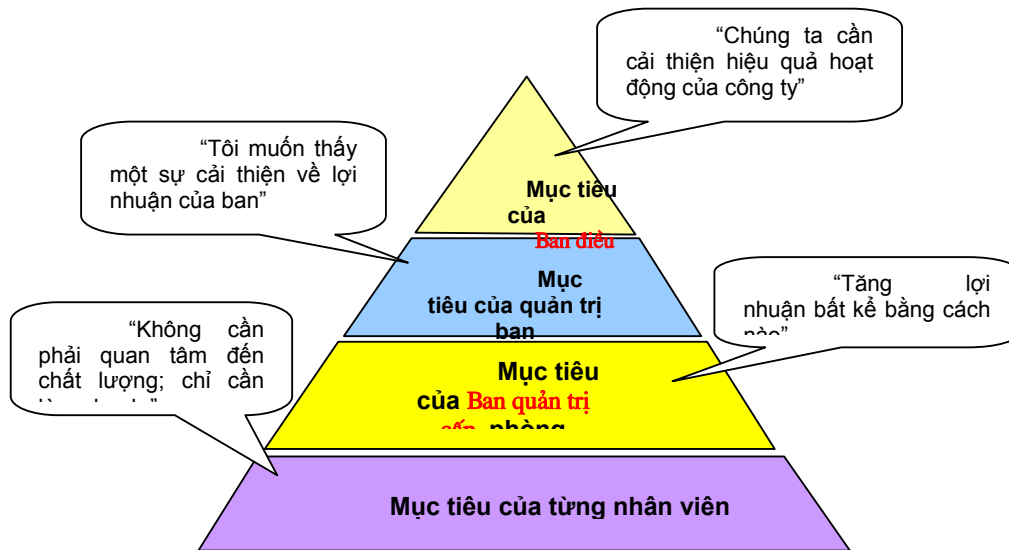 “Chúng ta cần
cải thiện hiệu quả hoạt
động của công ty”
“Tôi muốn thấy
một sự cải thiện về lợi
nhuận của ban”
Mục tiêu
của
Ban điều
Mục
tiêu của quản trị
ban
“Tăng lợi
nhuận bất kể bằng cách
nào”
“Không cần
phải quan tâm đến
chất lượng; chỉ cần
Mục tiêu
của Ban quản trị
cấp phòng
Mục tiêu của từng nhân viên